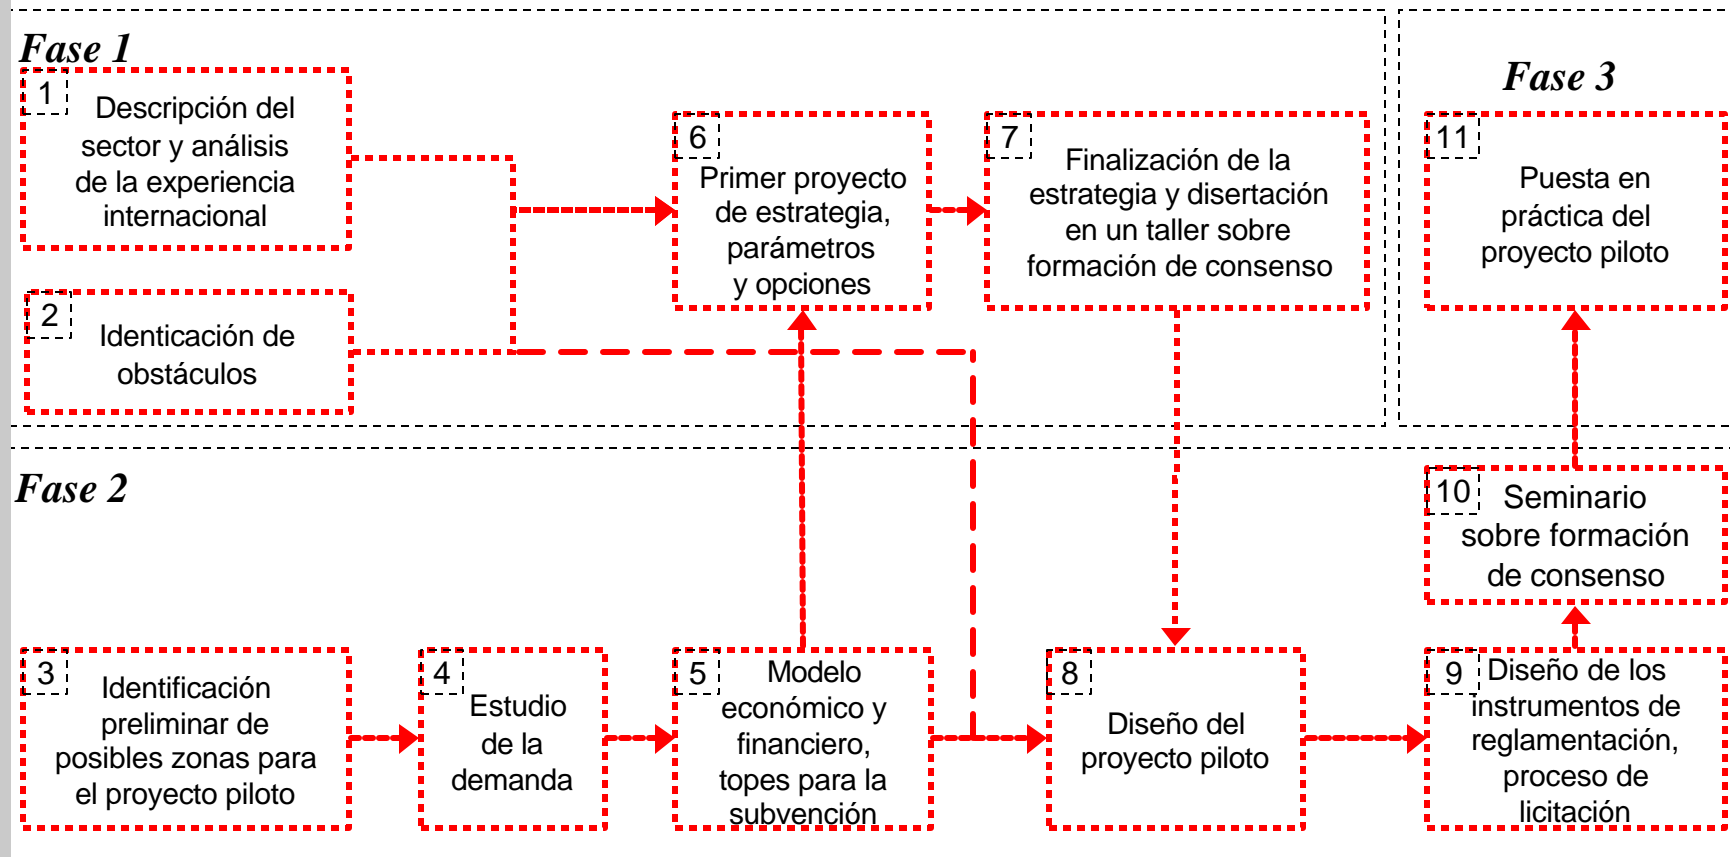 Fase 1
1
Descripción del
sector y análisis
de la experiencia
internacional
2
Identicación de
obstáculos
6
Primer proyecto
de estrategia,
parámetros
y opciones
7
Finalización de la
estrategia y disertación
en un taller sobre
formación de consenso
Fase 3
11
Puesta en
práctica del
proyecto piloto
Fase 2
3
Identificación
preliminar de
posibles zonas para
el proyecto piloto
4
Estudio
de la
demanda
5
Modelo
económico y
financiero,
topes para la
subvención
8
Diseño del
proyecto piloto
9
Diseño de los
instrumentos de
reglamentación,
proceso de
licitación
10
Seminario
sobre formación
de consenso